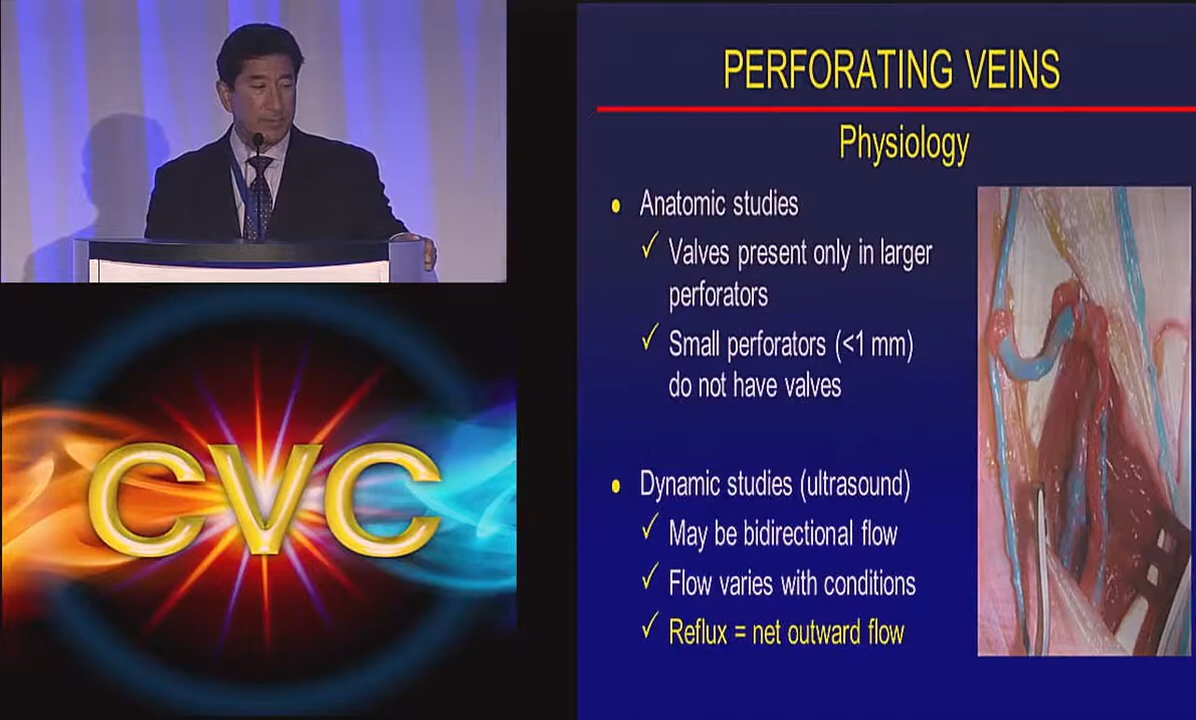 CVC
PERFORATING VEINS
Physiology
Anatomic studies
Valves present only in larger
perforators
Small perforators (<1 mm)
do not have valves
Dynamic studies (ultrasound)
May be bidirectional flow
Flow varies with conditions
Reflux = net outward flow